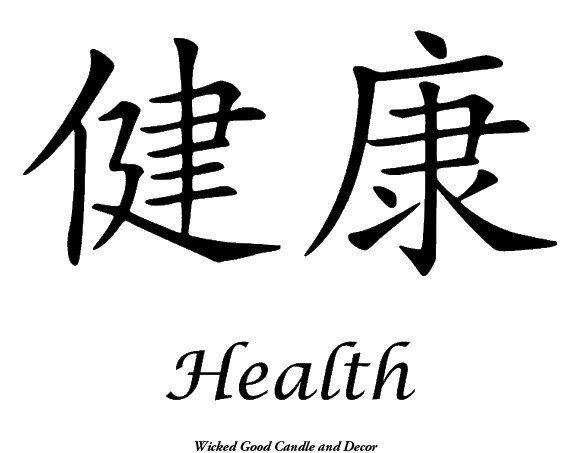 健康
Health
Wicked Good Candle and Decor